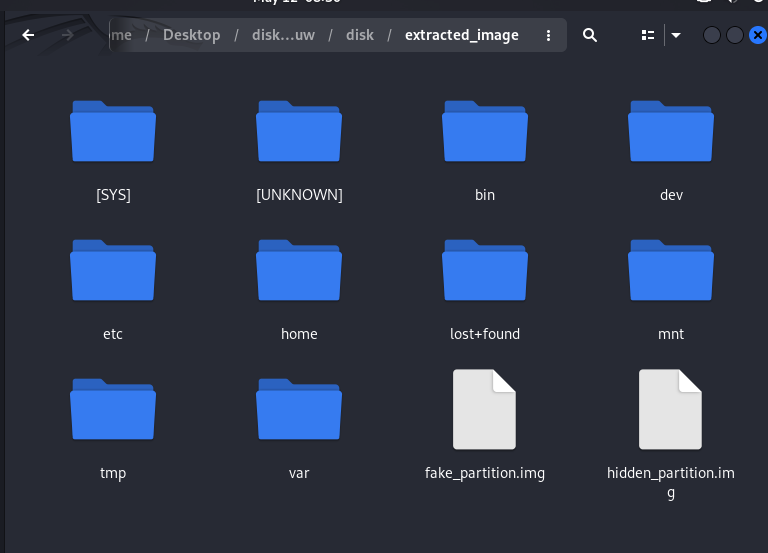 me / Desktop / disk...uw / disk / extracted_image
[SYS] [UNKNOWN] bin dev
etc home lost+found mnt
tmp var fake_partition.img hidden_partition.im
g